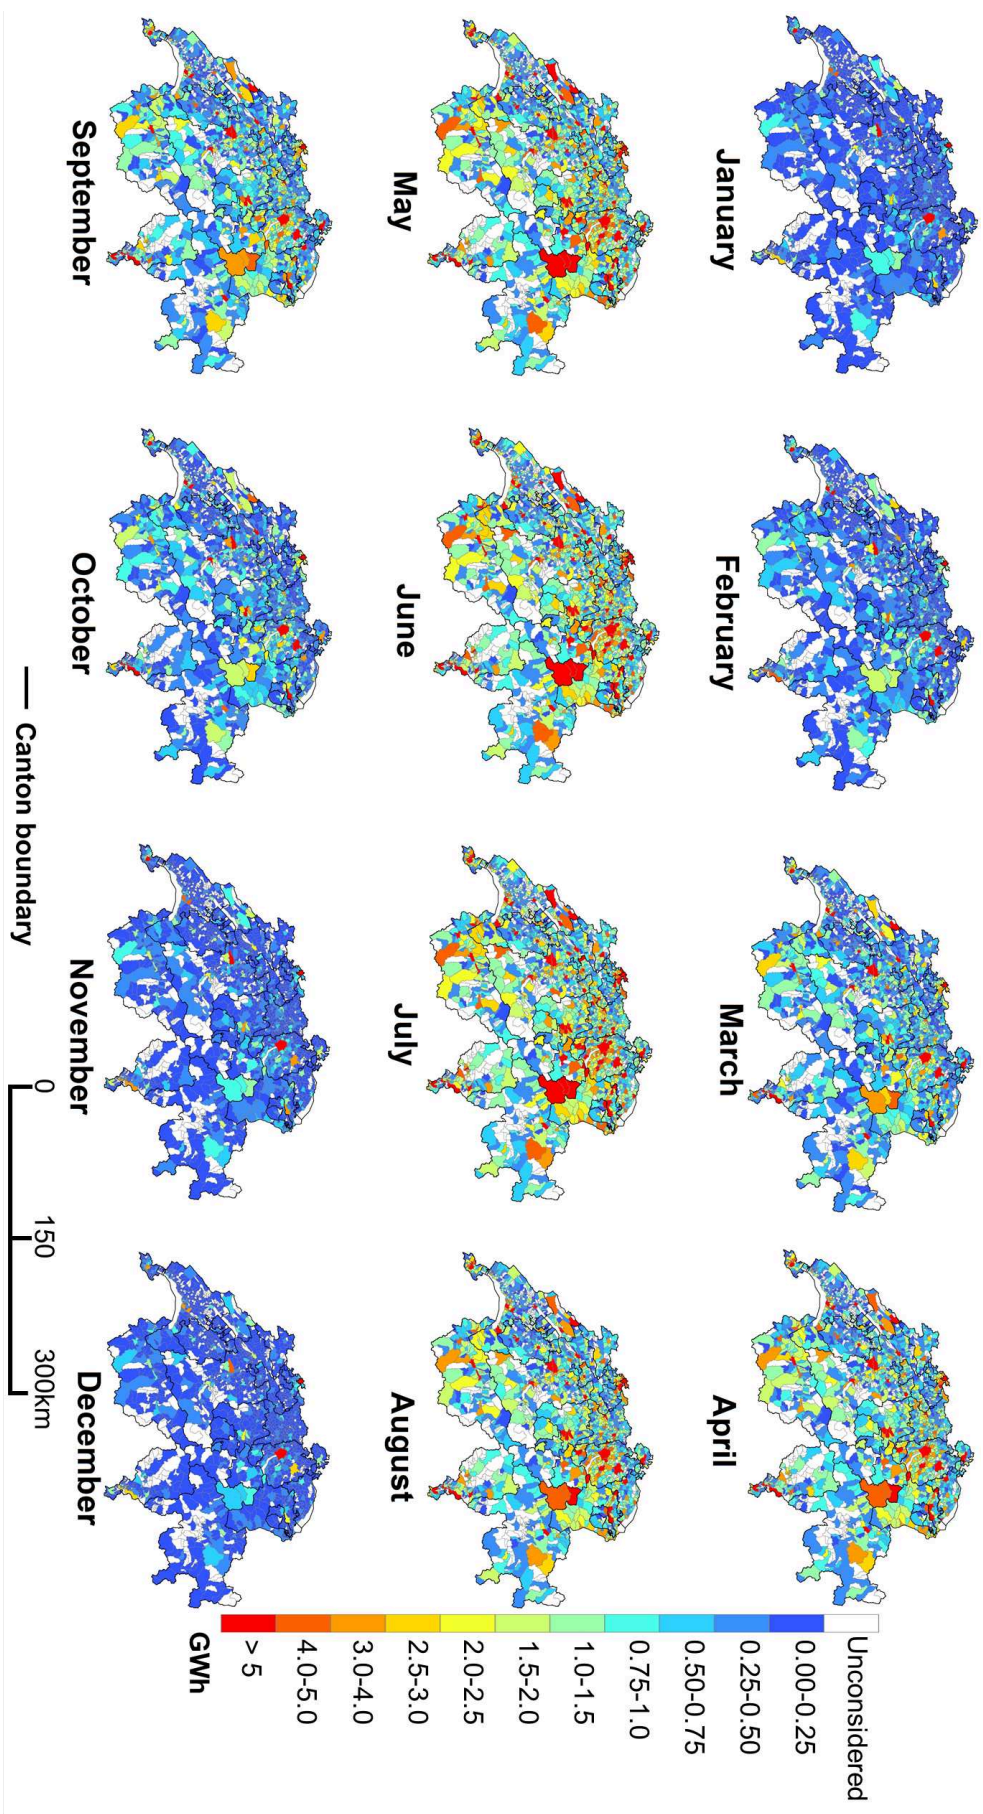 January
February
March
April
May
June
July
August
September
October
November
December
Unconsidered
0.00-0.25
0.25-0.50
0.50-0.75
0.75-1.0
1.0-1.5
1.5-2.0
2.0-2.5
2.5-3.0
3.0-4.0
4.0-5.0
> 5
GWh
Canton boundary
0
150
300km